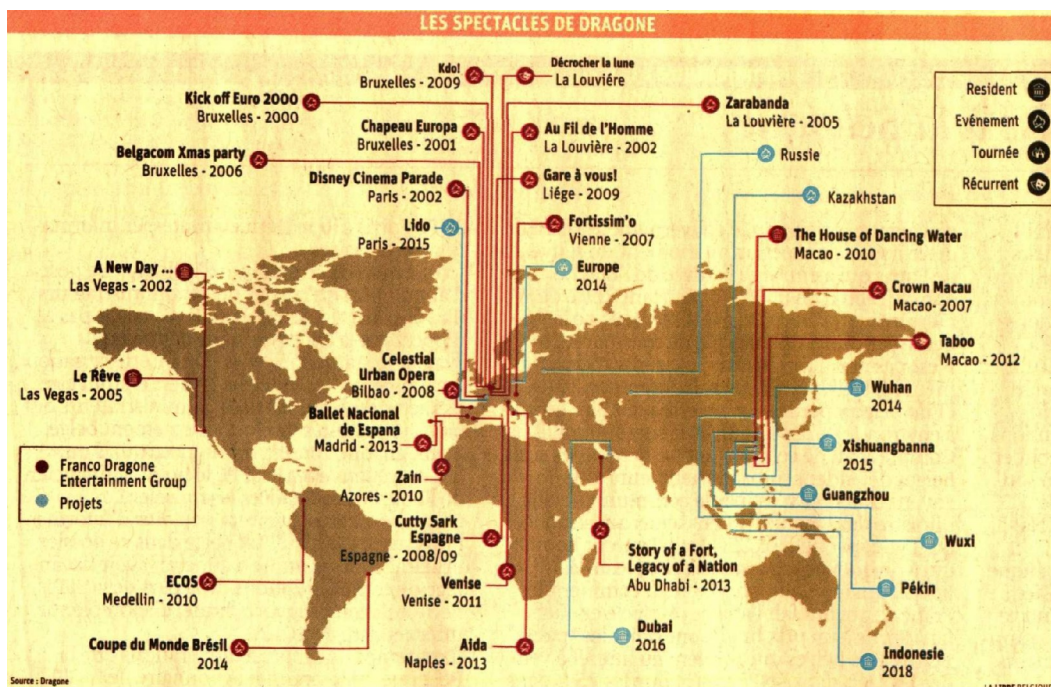 LES SPECTACLES DE DRAGONE
Kdo!
Bruxelles - 2009
Décrocher la lune
La Louviére
Kick off Euro 2000
Bruxelles - 2000
Chapeau Europa
Bruxelles - 2001
Au Fil de l'Homme
La Louvière - 2002
Zarabanda
La Louvière - 2005
Resident
Evénement
Tournée
Récurrent
Belgacom Xmas party
Bruxelles - 2006
Disney Cinema Parade
Paris - 2002
Gare à vous!
Liége - 2009
Russie
Kazakhstan
Lido
Paris - 2015
Fortissim'o
Vienne - 2007
The House of Dancing Water
Macao - 2010
A New Day ...
Las Vegas - 2002
Europe
2014
Crown Macau
Macao- 2007
Taboo
Macao - 2012
Le Rêve
Las Vegas - 2005
Celestial
Urban Opera
Bilbao - 2008
Wuhan
2014
Ballet Nacional
de Espana
Madrid - 2013
Xishuangbanna
2015
Franco Dragone
Entertainment Group
Projets
Zain
Azores - 2010
Guangzhou
Cutty Sark
Espagne
Espagne - 2008/09
Wuxi
Story of a Fort,
Legacy of a Nation
Abu Dhabi - 2013
ECOS
Medellin - 2010
Venise
Venise - 2011
Pékin
Coupe du Monde Brésil
2014
Aida
Naples - 2013
Dubai
2016
Indonesie
2018
Source : Dragone
LA LIBRE BELGIQUE